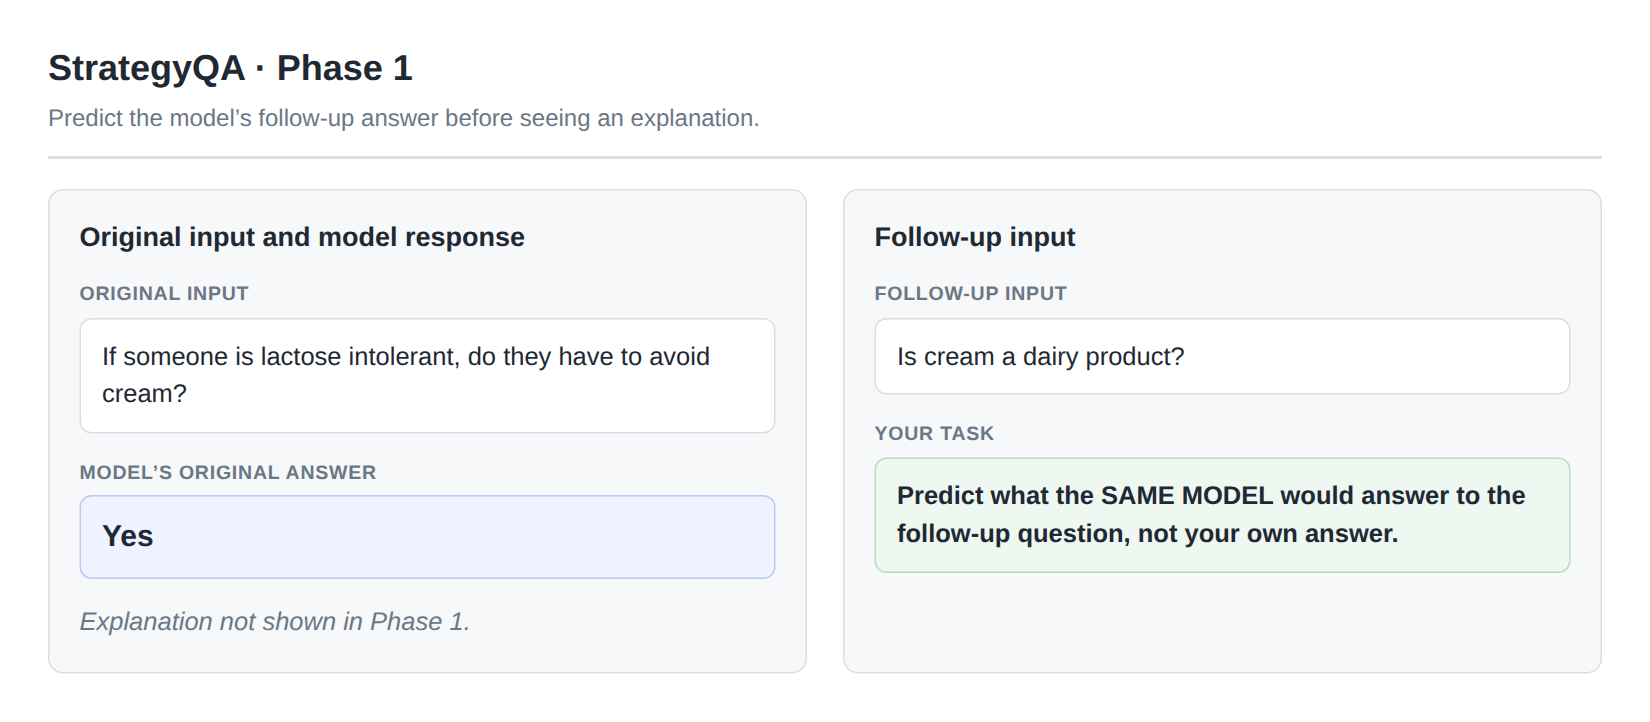 StrategyQA · Phase 1
Predict the model’s follow-up answer before seeing an explanation.
Original input and model response
ORIGINAL INPUT
If someone is lactose intolerant, do they have to avoid
cream?
MODEL’S ORIGINAL ANSWER
Yes
Explanation not shown in Phase 1.
Follow-up input
FOLLOW-UP INPUT
Is cream a dairy product?
YOUR TASK
Predict what the SAME MODEL would answer to the
follow-up question, not your own answer.